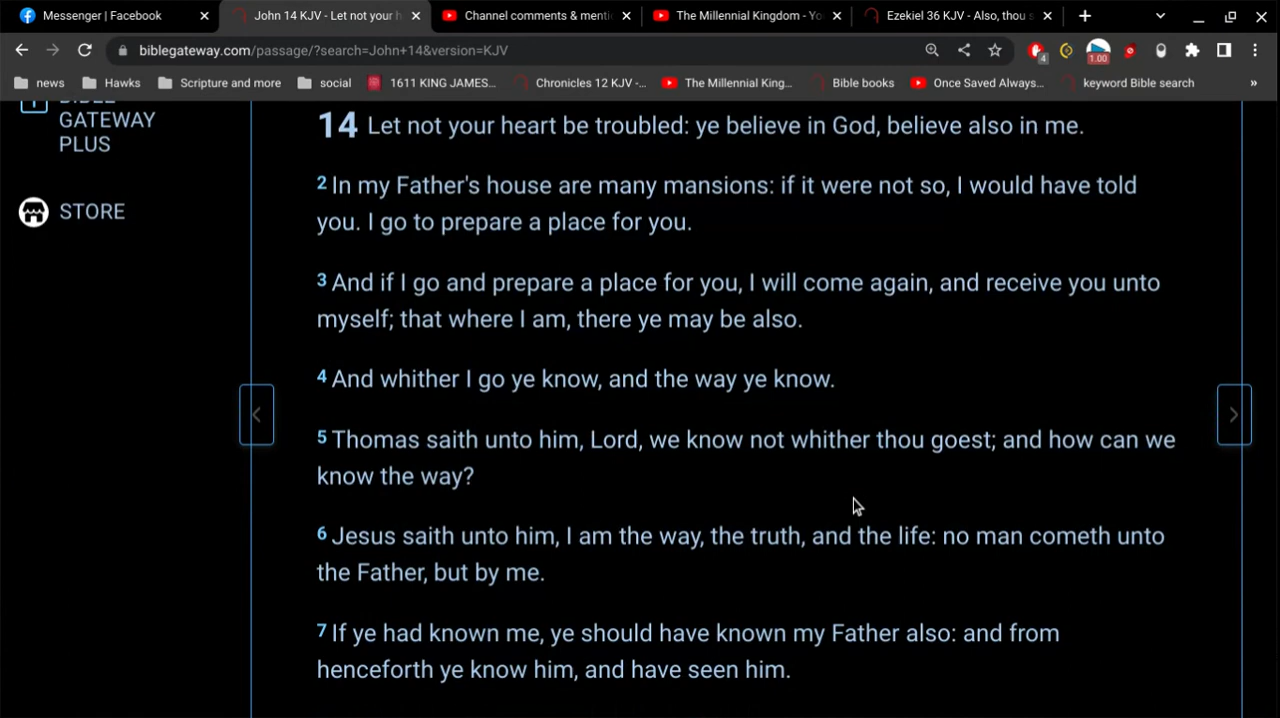 Messenger | Facebook
John 14 KJV - Let not your h
Channel comments & menti
The Millennial Kingdom - Yo
Ezekiel 36 KJV - Also, thou s
biblegateway.com/passage/?search=John+14&version=KJV
4
1.00
news
Hawks
Scripture and more
social
1611 KING JAMES...
Chronicles 12 KJV -...
The Millennial King...
Bible books
Once Saved Always...
keyword Bible search
»
BIBLE
GATEWAY
PLUS
STORE
14 Let not your heart be troubled: ye believe in God, believe also in me.
2 In my Father's house are many mansions: if it were not so, I would have told
you. I go to prepare a place for you.
3 And if I go and prepare a place for you, I will come again, and receive you unto
myself; that where I am, there ye may be also.
4 And whither I go ye know, and the way ye know.
5 Thomas saith unto him, Lord, we know not whither thou goest; and how can we
know the way?
6 Jesus saith unto him, I am the way, the truth, and the life: no man cometh unto
the Father, but by me.
7 If ye had known me, ye should have known my Father also: and from
henceforth ye know him, and have seen him.